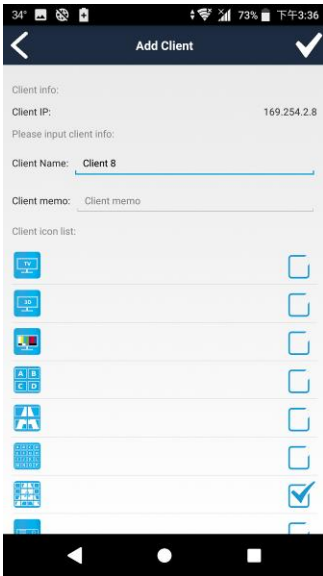 34° 73% 下午3:36
Add Client
Client info:
Client IP: 169.254.2.8
Please input client info:
Client Name: Client 8
Client memo: Client memo
Client icon list:
TV
3D
A B
C D